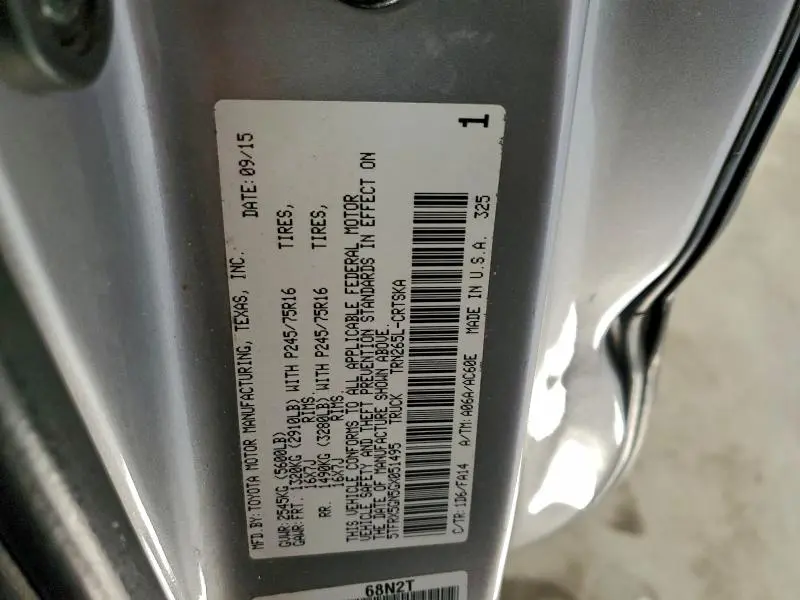 MFD.BY:TOYOTA MOTOR MANUFACTURING, TEXAS, INC. DATE:09/15
GVWR:2545KG (5600LB)
GAWR:FRT. 1320KG (2910LB) WITH P245/75R16 TIRES,
16X7J RIMS,
RR. 1490KG (3280LB) WITH P245/75R16 TIRES,
16X7J RIMS.
THIS VEHICLE CONFORMS TO ALL APPLICABLE FEDERAL MOTOR
VEHICLE SAFETY AND THEFT PREVENTION STANDARDS IN EFFECT ON
THE DATE OF MANUFACTURE SHOWN ABOVE.
5TFRX5GN5GX051495 TRUCK TRN265L-CRTSKA
C/TR:1D6/FA14 A/TM:A06A/AC60E MADE IN U.S.A. 325
1
68N2T